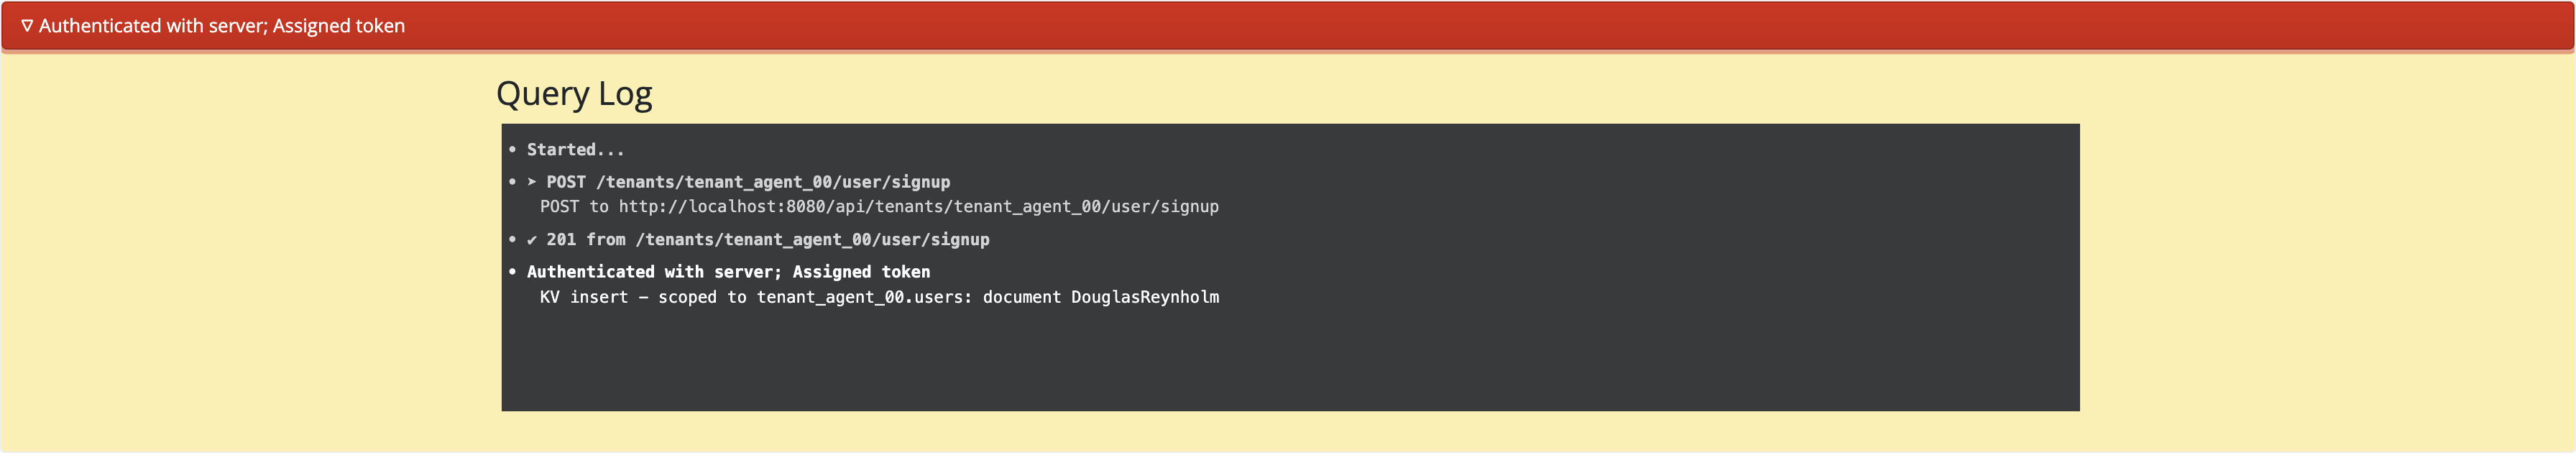 ▽ Authenticated with server; Assigned token
Query Log
• Started...
• ➤ POST /tenants/tenant_agent_00/user/signup
POST to http://localhost:8080/api/tenants/tenant_agent_00/user/signup
• ✔ 201 from /tenants/tenant_agent_00/user/signup
• Authenticated with server; Assigned token
KV insert – scoped to tenant_agent_00.users: document DouglasReynholm